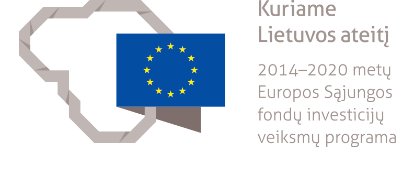 Kuriame
Lietuvos ateitį
2014–2020 metų
Europos Sąjungos
fondų investicijų
veiksmų programa